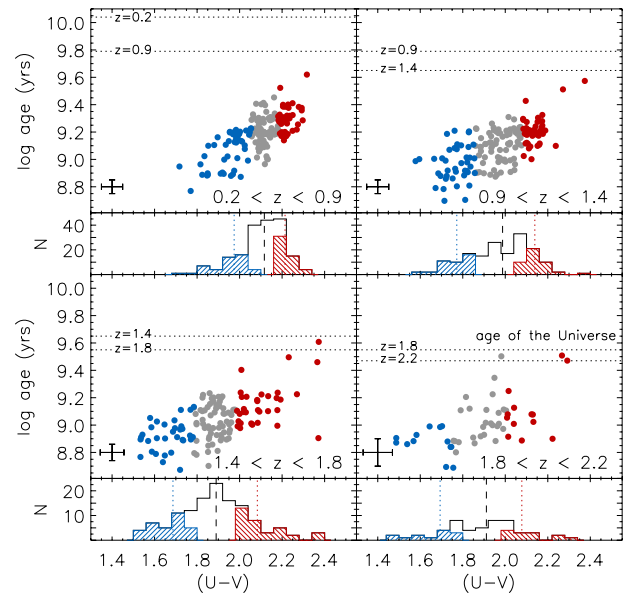 10.0
9.8
9.6
9.4
9.2
9.0
8.8
log age (yrs)
z=0.2
z=0.9
0.2 < z < 0.9
z=0.9
z=1.4
0.9 < z < 1.4
40
20
N
10.0
9.8
9.6
9.4
9.2
9.0
8.8
log age (yrs)
z=1.4
z=1.8
1.4 < z < 1.8
age of the Universe
z=1.8
z=2.2
1.8 < z < 2.2
20
10
N
1.4 1.6 1.8 2.0 2.2 2.4
1.4 1.6 1.8 2.0 2.2 2.4
(U−V)
(U−V)